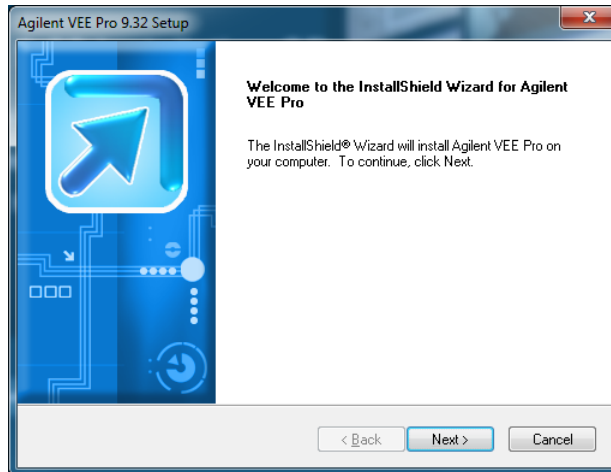 Agilent VEE Pro 9.32 Setup
Welcome to the InstallShield Wizard for Agilent
VEE Pro
The InstallShield® Wizard will install Agilent VEE Pro on
your computer. To continue, click Next.
< Back
Next >
Cancel